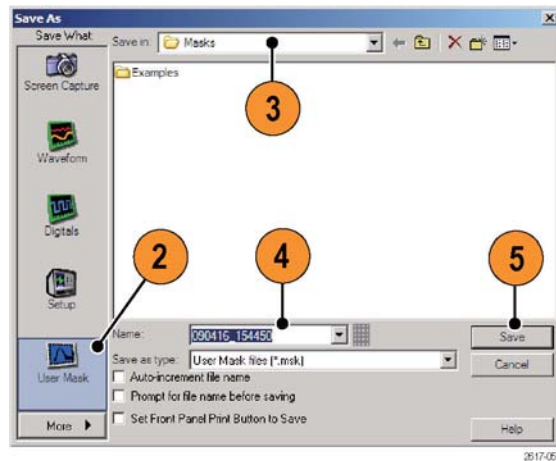 Save As
Save What:
Save in: Masks
Screen Capture
Examples
3
Waveform
Digitals
2
4
5
Setup
Name: 090416_154450
Save
Save as type: User Mask files (*.msk)
Cancel
User Mask
Auto-increment file name
Prompt for file name before saving
Set Front Panel Print Button to Save
More
Help
2617-05